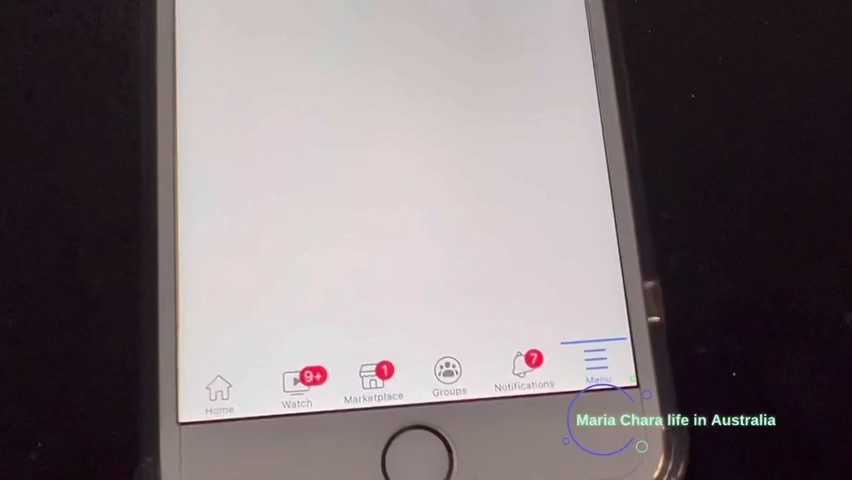 9+
1
7
Home
Watch
Marketplace
Groups
Notifications
Menu
Maria Chara life in Australia